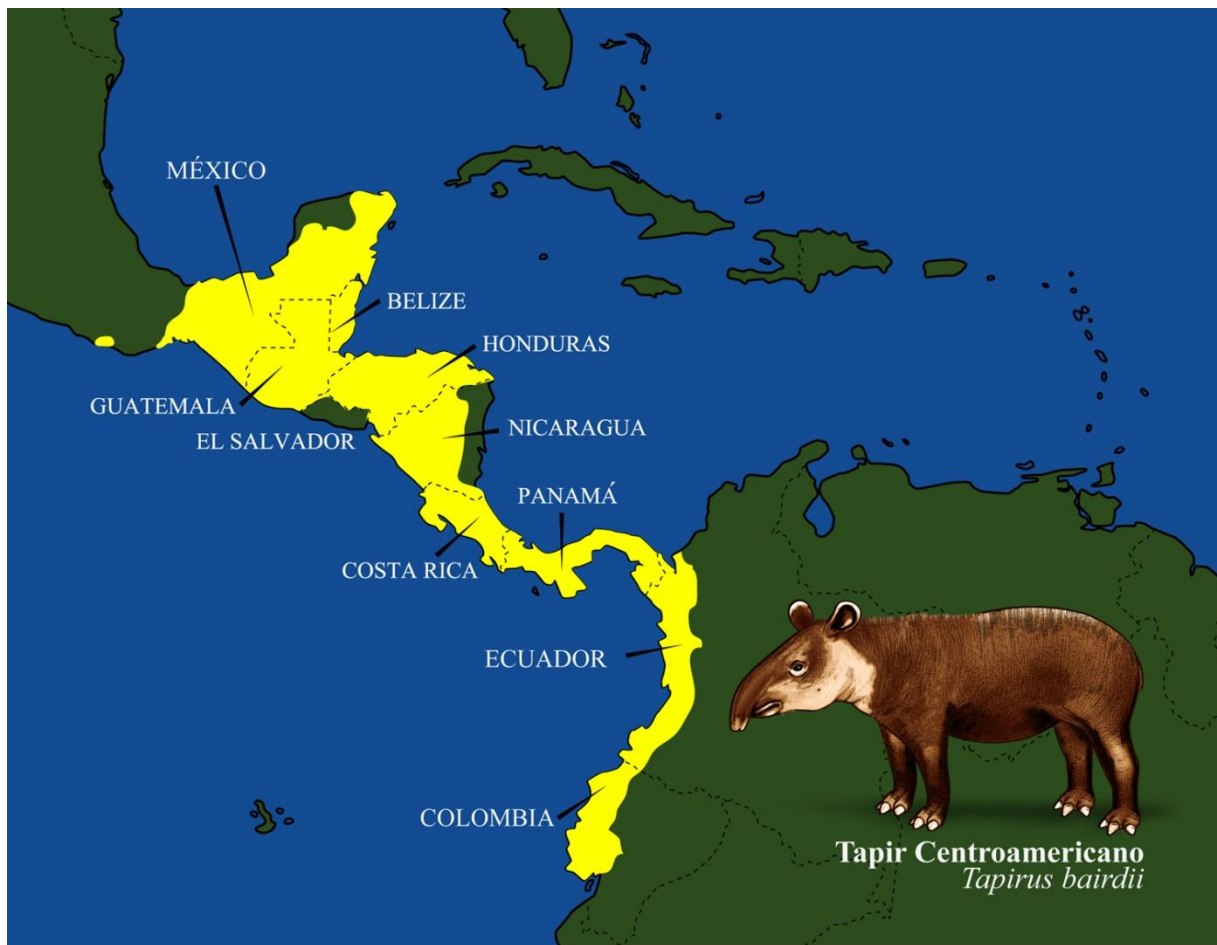 MÉXICO
BELIZE
HONDURAS
GUATEMALA
EL SALVADOR
NICARAGUA
PANAMÁ
COSTA RICA
ECUADOR
COLOMBIA
Tapir Centroamericano
Tapirus bairdii